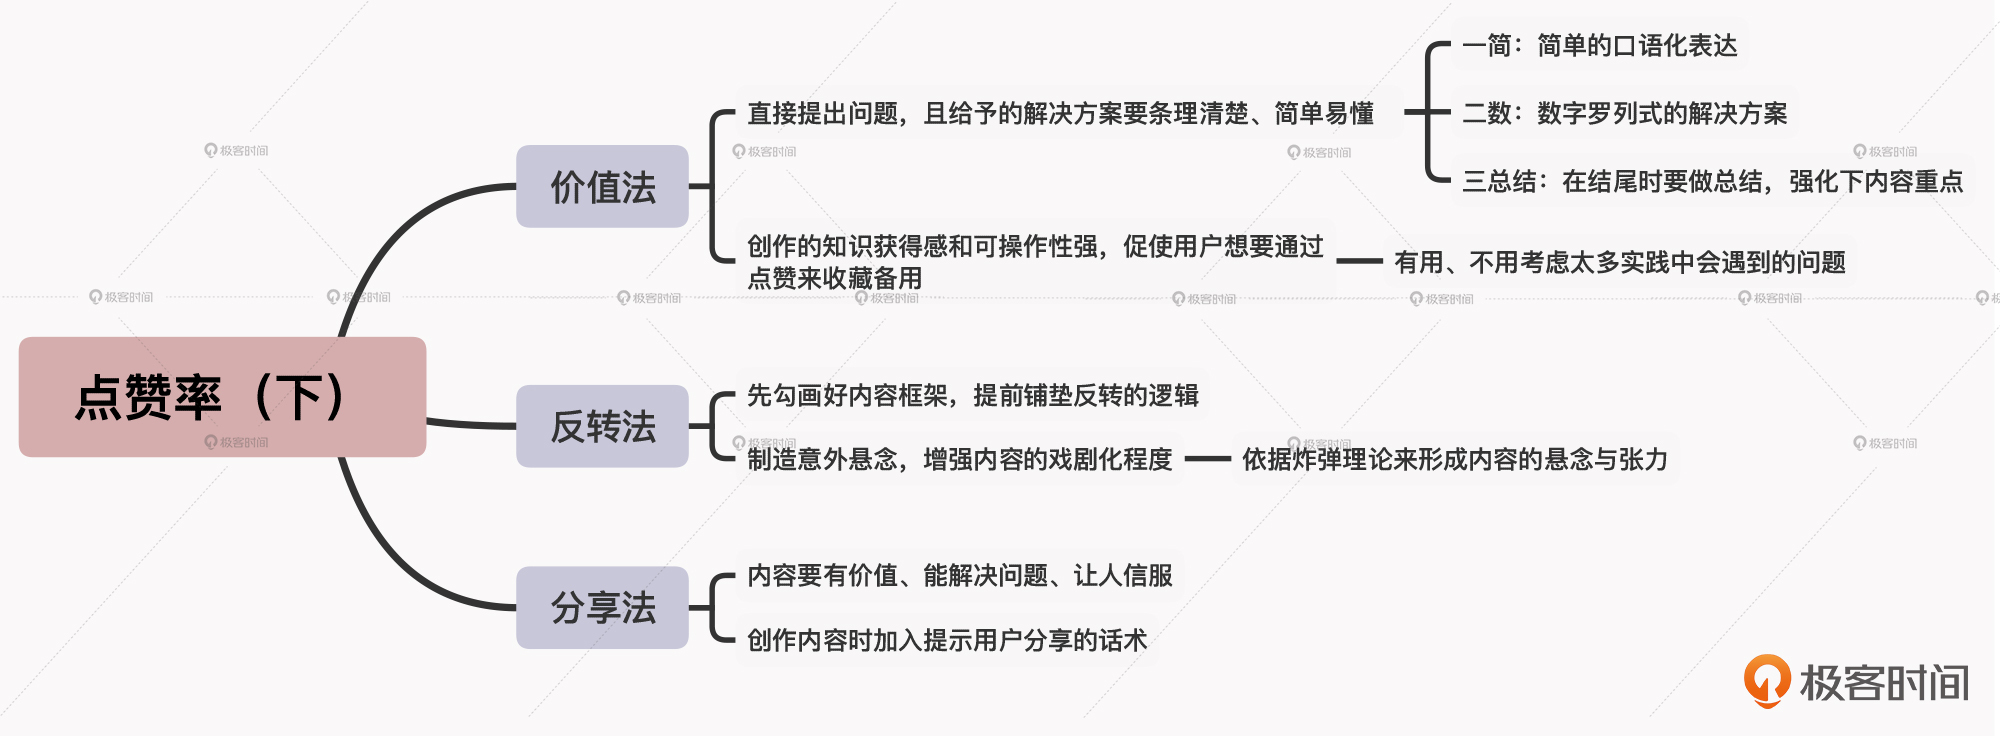 点赞率（下）
价值法
直接提出问题，且给予的解决方案要条理清楚、简单易懂
一简：简单的口语化表达
二数：数字罗列式的解决方案
三总结：在结尾时要做总结，强化下内容重点
创作的知识获得感和可操作性强，促使用户想要通过
点赞来收藏备用
有用、不用考虑太多实践中会遇到的问题
反转法
先勾画好内容框架，提前铺垫反转的逻辑
制造意外悬念，增强内容的戏剧化程度
依据炸弹理论来形成内容的悬念与张力
分享法
内容要有价值、能解决问题、让人信服
创作内容时加入提示用户分享的话术
极客时间